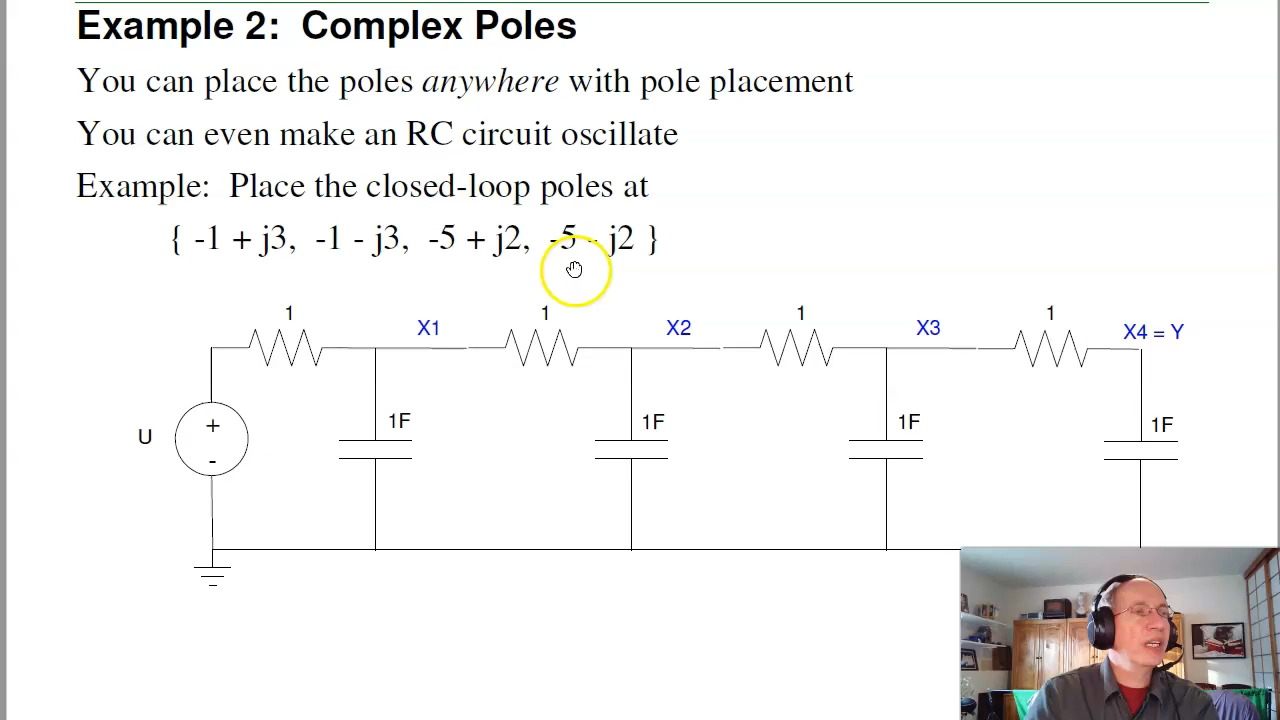 Example 2: Complex Poles
You can place the poles anywhere with pole placement
You can even make an RC circuit oscillate
Example: Place the closed-loop poles at
{ -1 + j3, -1 - j3, -5 + j2, -5 - j2 }
1 X1 1 X2 1 X3 1 X4 = Y
1F 1F 1F 1F
U + -